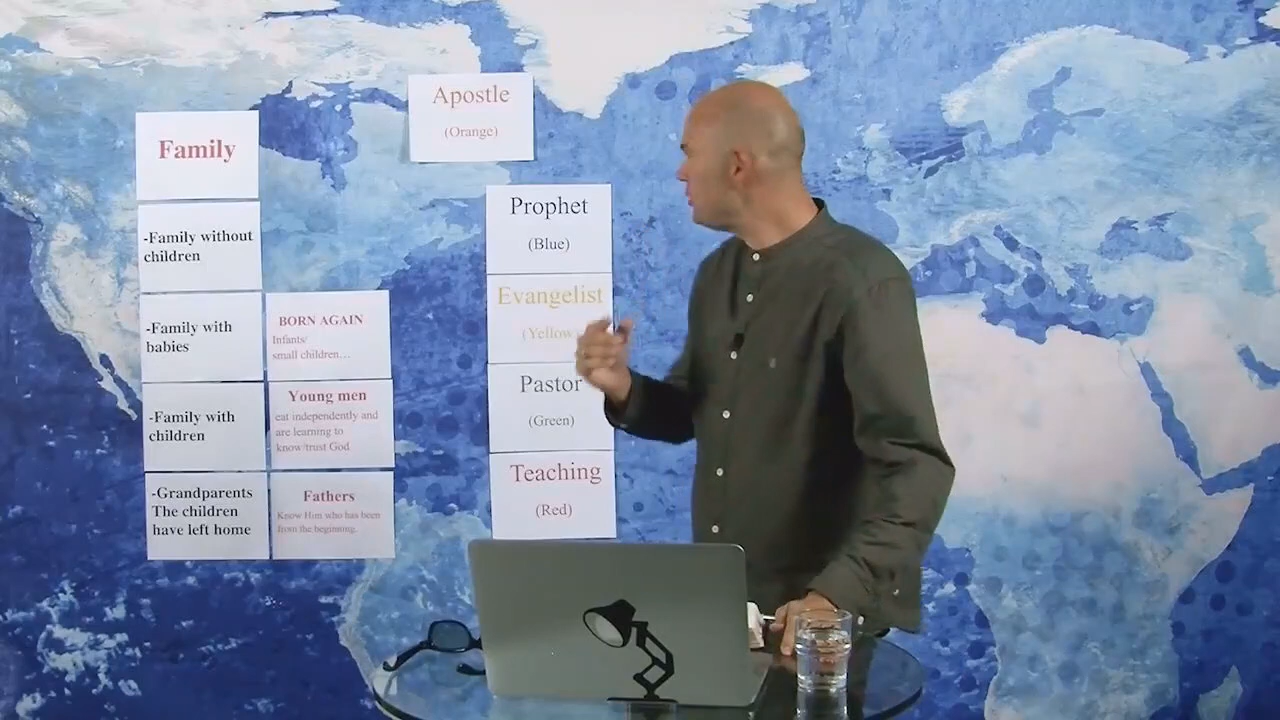 Family
-Family without
children
-Family with
babies
-Family with
children
-Grandparents
The children
have left home
BORN AGAIN
Infants/
small children…
Young men
eat independently and
are learning to
know/trust God
Fathers
Know Him who has been
from the beginning.
Apostle
(Orange)
Prophet
(Blue)
Evangelist
(Yellow)
Pastor
(Green)
Teaching
(Red)